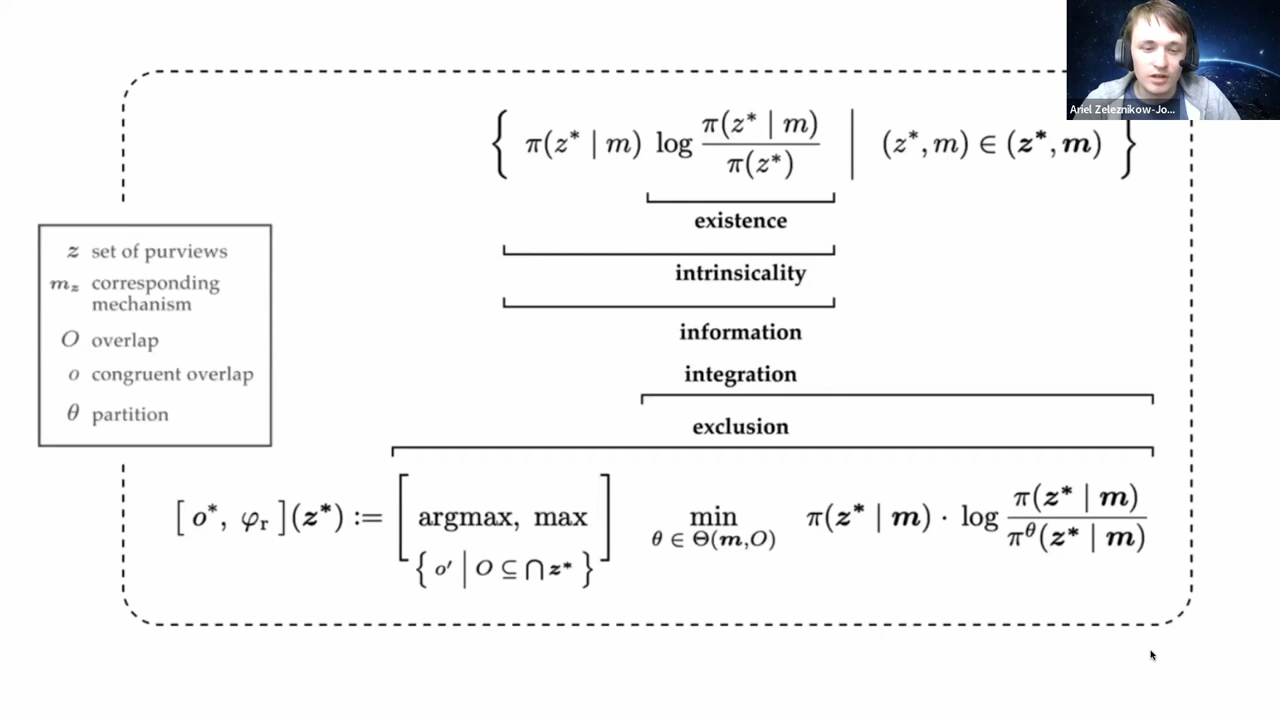 Ariel Zeleznikow-Jo...
{ π(z* | m) log π(z* | m) / π(z*) | (z*, m) ∈ (z*, m) }
existence
intrinsicality
information
integration
exclusion
z set of purviews
m_z corresponding
mechanism
O overlap
o congruent overlap
θ partition
[ o*, φ_r ](z*) := [ argmax, max ] min π(z* | m) · log π(z* | m) / π^θ(z* | m)
{ o′ | O ⊆ ⋂ z* } θ ∈ Θ(m,O)